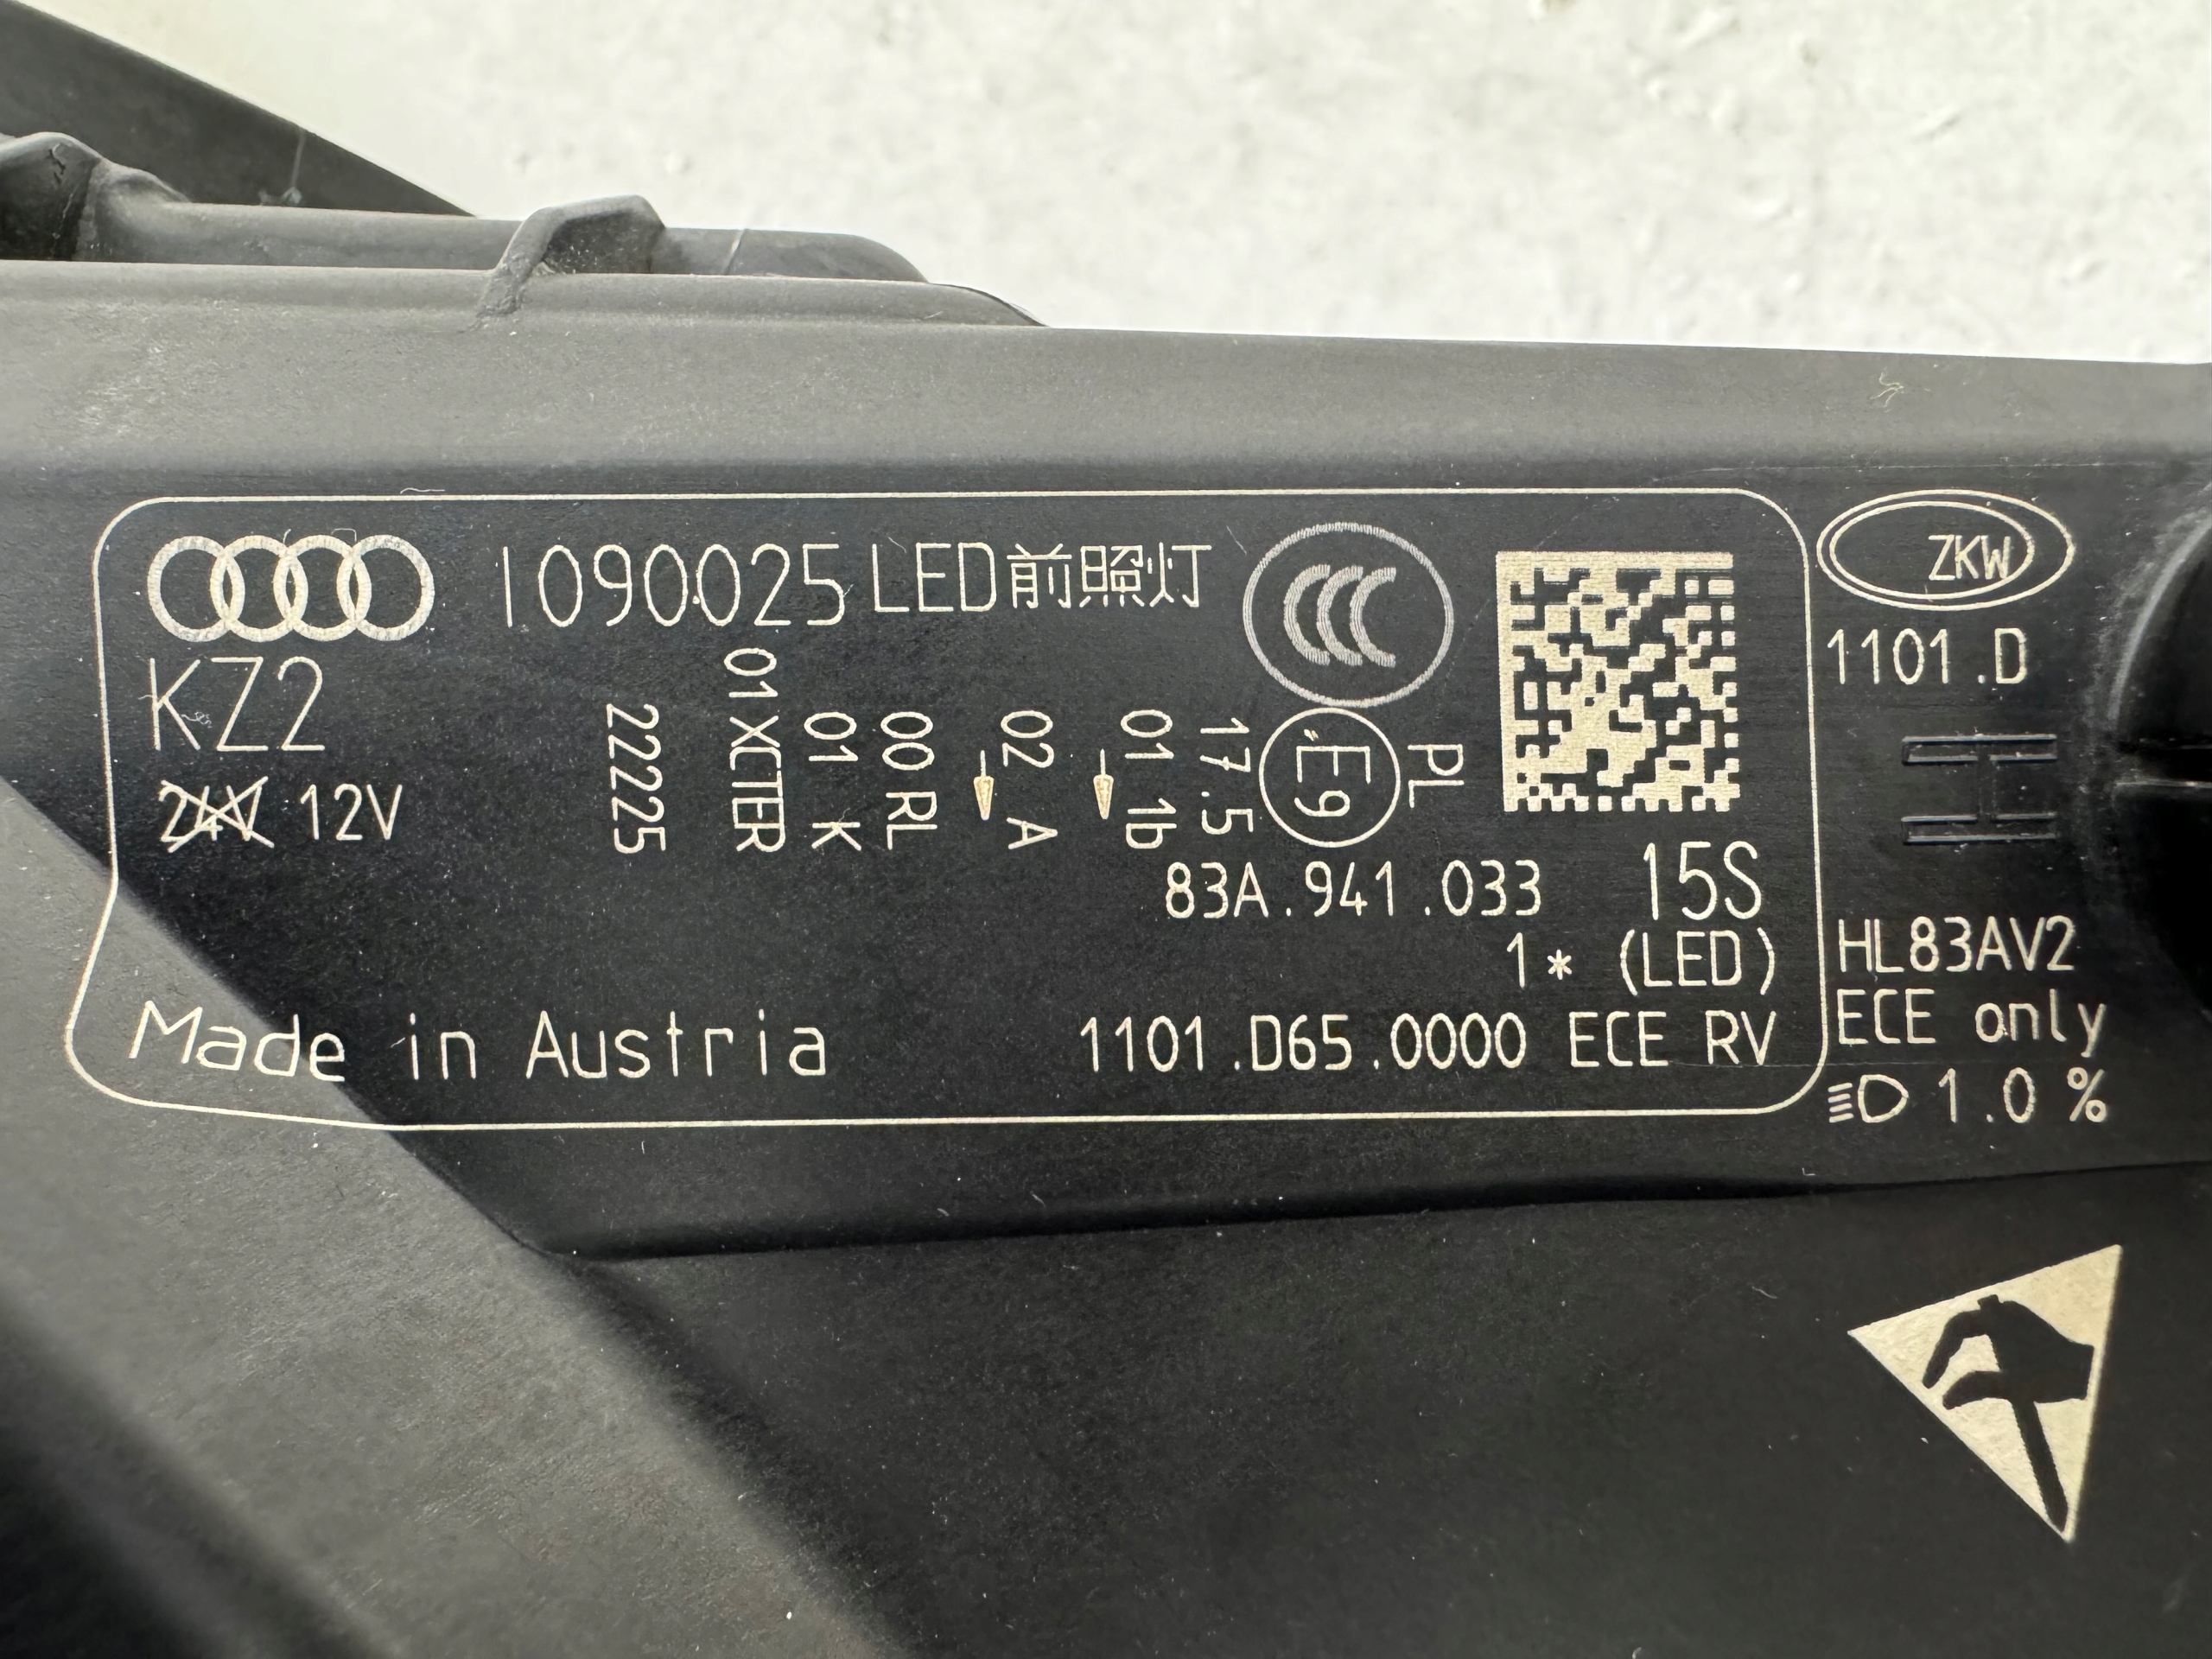 1090025 LED前照灯
KZ2
24V 12V
22225
01 XCTER
01 K
00 RL
02 A
01 1b
17.5
E9
PL
83A.941.033 15S
1* (LED)
Made in Austria
1101.D65.0000 ECE RV
ZKW
1101.D
H
HL83AV2
ECE only
1.0 %